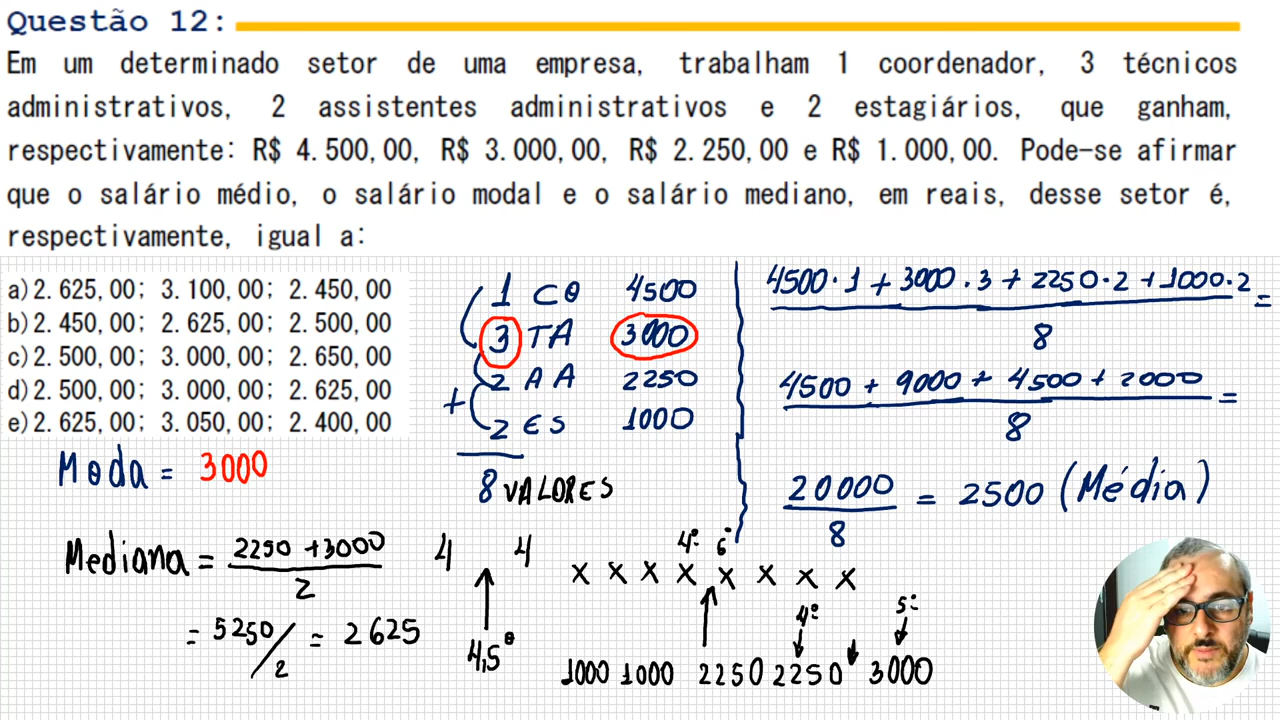 Questão 12:
Em um determinado setor de uma empresa, trabalham 1 coordenador, 3 técnicos
administrativos, 2 assistentes administrativos e 2 estagiários, que ganham,
respectivamente: R$ 4.500,00, R$ 3.000,00, R$ 2.250,00 e R$ 1.000,00. Pode-se afirmar
que o salário médio, o salário modal e o salário mediano, em reais, desse setor é,
respectivamente, igual a:
a)2.625,00; 3.100,00; 2.450,00
b)2.450,00; 2.625,00; 2.500,00
c)2.500,00; 3.000,00; 2.650,00
d)2.500,00; 3.000,00; 2.625,00
e)2.625,00; 3.050,00; 2.400,00
1 CO 4500
3 TA 3000
2 AA 2250
+ 2 ES 1000
8 VALORES
4500·1 + 3000·3 + 2250·2 + 1000·2 =
8
4500 + 9000 + 4500 + 2000 =
8
20000 = 2500 (Média)
8
Moda = 3000
Mediana = 2250 + 3000
2
= 5250/2 = 2625
4 4
4,5º
4º 6º
x x x x x x x x
4º 5º
1000 1000 2250 2250 3000